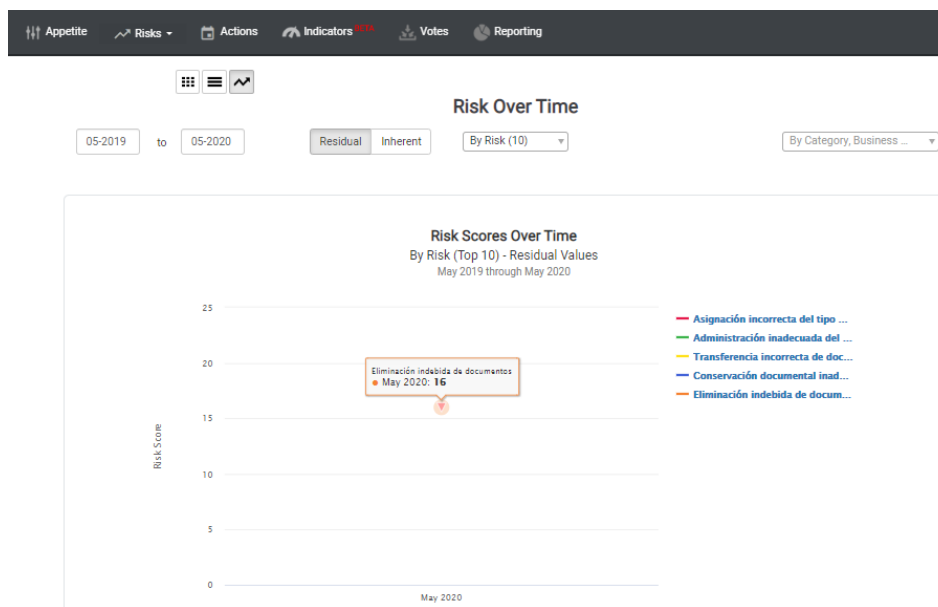 Appetite Risks Actions Indicators BETA Votes Reporting
Risk Over Time
05-2019 to 05-2020 Residual Inherent By Risk (10) By Category, Business ...
Risk Scores Over Time
By Risk (Top 10) - Residual Values
May 2019 through May 2020
25
20
15
10
5
0
Risk Score
Eliminación indebida de documentos
May 2020: 16
May 2020
Asignación incorrecta del tipo ...
Administración inadecuada del ...
Transferencia incorrecta de doc...
Conservación documental inad...
Eliminación indebida de docum...